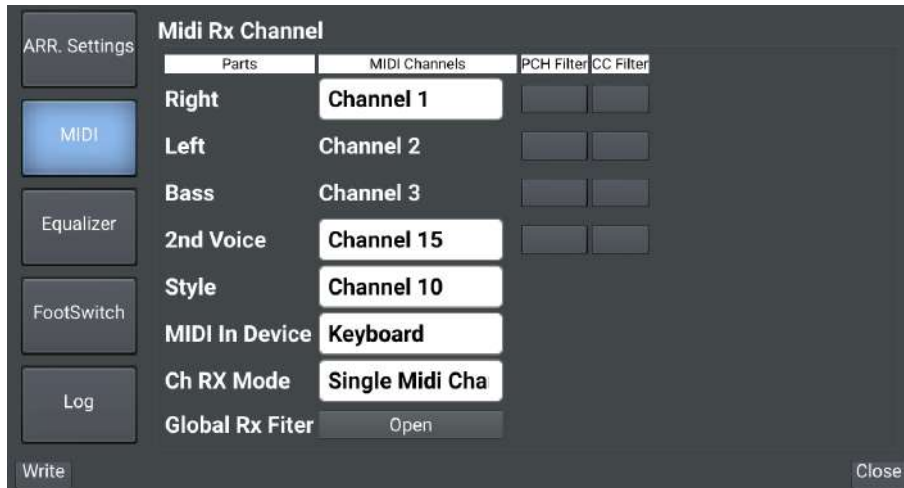 ARR. Settings
MIDI
Equalizer
FootSwitch
Log
Midi Rx Channel
Parts MIDI Channels PCH Filter CC Filter
Right Channel 1
Left Channel 2
Bass Channel 3
2nd Voice Channel 15
Style Channel 10
MIDI In Device Keyboard
Ch RX Mode Single Midi Cha
Global Rx Fiter Open
Write Close